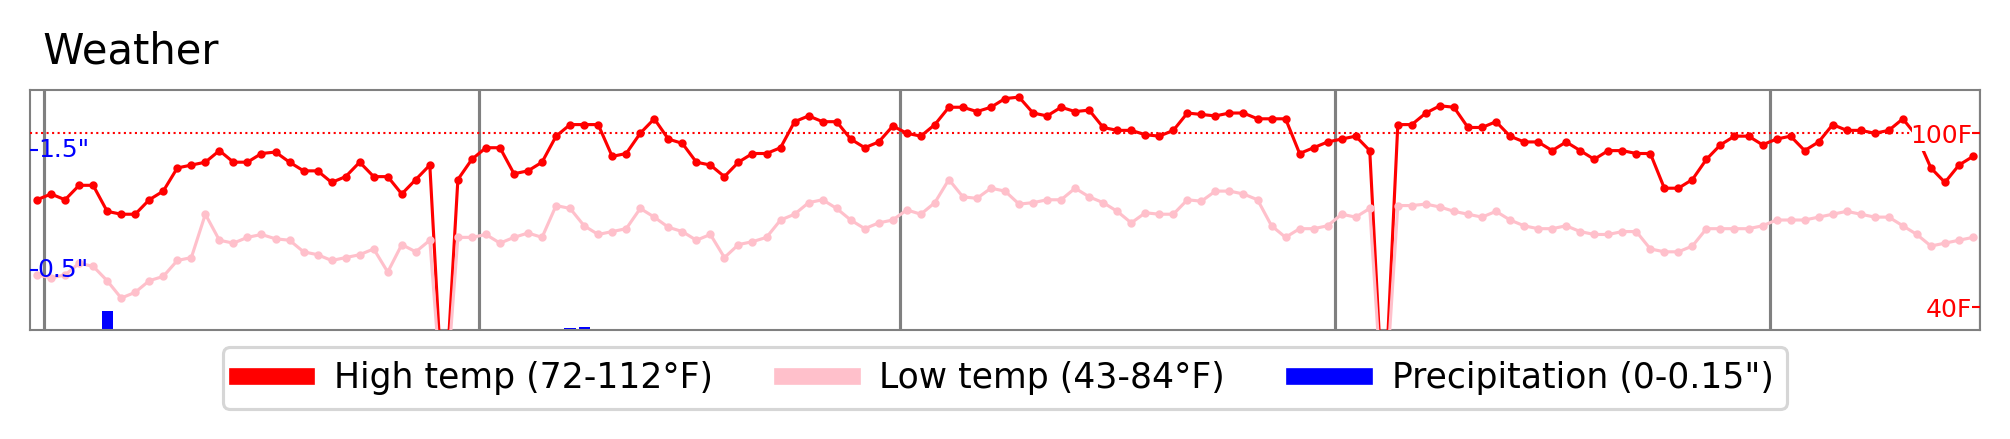 Weather
1.5"
100F
0.5"
40F
High temp (72-112°F) Low temp (43-84°F) Precipitation (0-0.15")